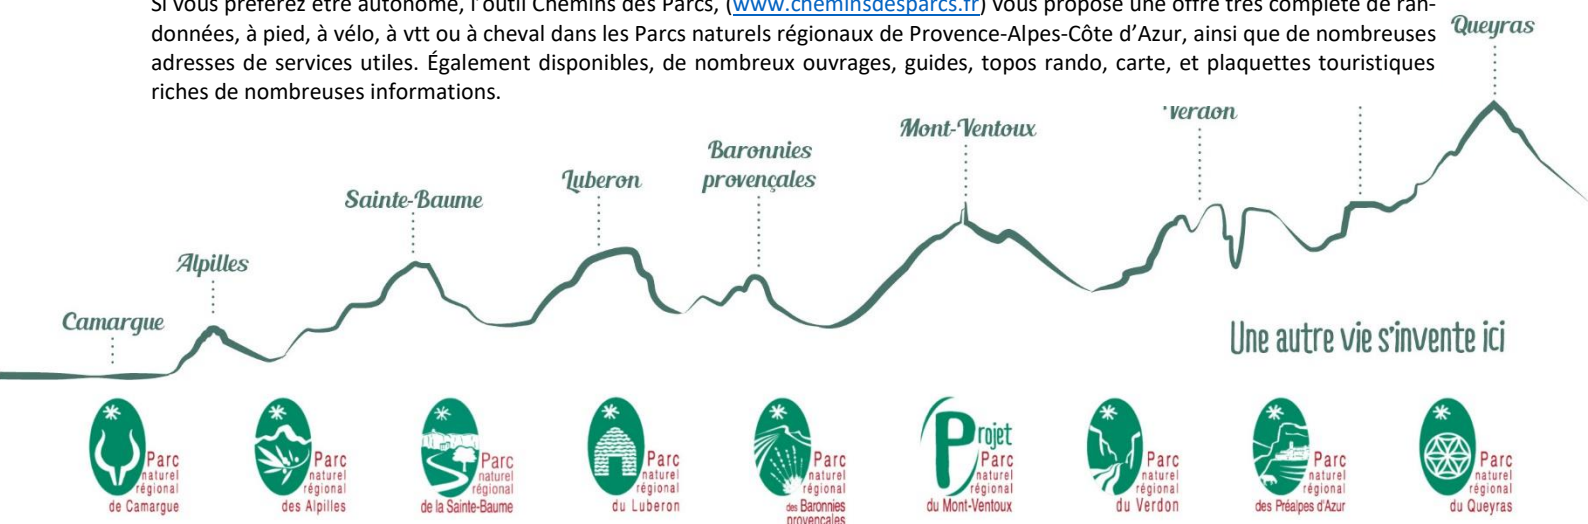 Si vous préférez être autonome, l'outil Chemins des Parcs, (www.cheminsdesparcs.fr) vous propose une offre très complète de ran-
données, à pied, à vélo, à vtt ou à cheval dans les Parcs naturels régionaux de Provence-Alpes-Côte d'Azur, ainsi que de nombreuses
adresses de services utiles. Également disponibles, de nombreux ouvrages, guides, topos rando, carte, et plaquettes touristiques
riches de nombreuses informations.
Queyras
Verdon
Mont-Ventoux
Baronnies
provençales
Luberon
Sainte-Baume
Alpilles
Camargue
Une autre vie s'invente ici
Parc
naturel
régional
de Camargue
Parc
naturel
régional
des Alpilles
Parc
naturel
régional
de la Sainte-Baume
Parc
naturel
régional
du Luberon
Parc
naturel
régional
des Baronnies
provençales
Projet
Parc
naturel
régional
du Mont-Ventoux
Parc
naturel
régional
du Verdon
Parc
naturel
régional
des Préalpes d'Azur
Parc
naturel
régional
du Queyras